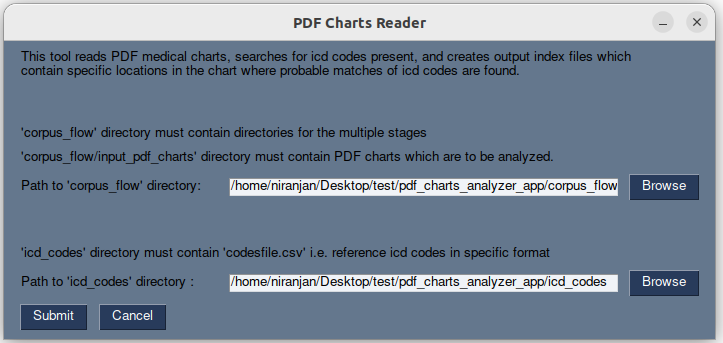 PDF Charts Reader
This tool reads PDF medical charts, searches for icd codes present, and creates output index files which
contain specific locations in the chart where probable matches of icd codes are found.
'corpus_flow' directory must contain directories for the multiple stages
'corpus_flow/input_pdf_charts' directory must contain PDF charts which are to be analyzed.
Path to 'corpus_flow' directory: /home/niranjan/Desktop/test/pdf_charts_analyzer_app/corpus_flow Browse
'icd_codes' directory must contain 'codesfile.csv' i.e. reference icd codes in specific format
Path to 'icd_codes' directory : /home/niranjan/Desktop/test/pdf_charts_analyzer_app/icd_codes Browse
Submit Cancel